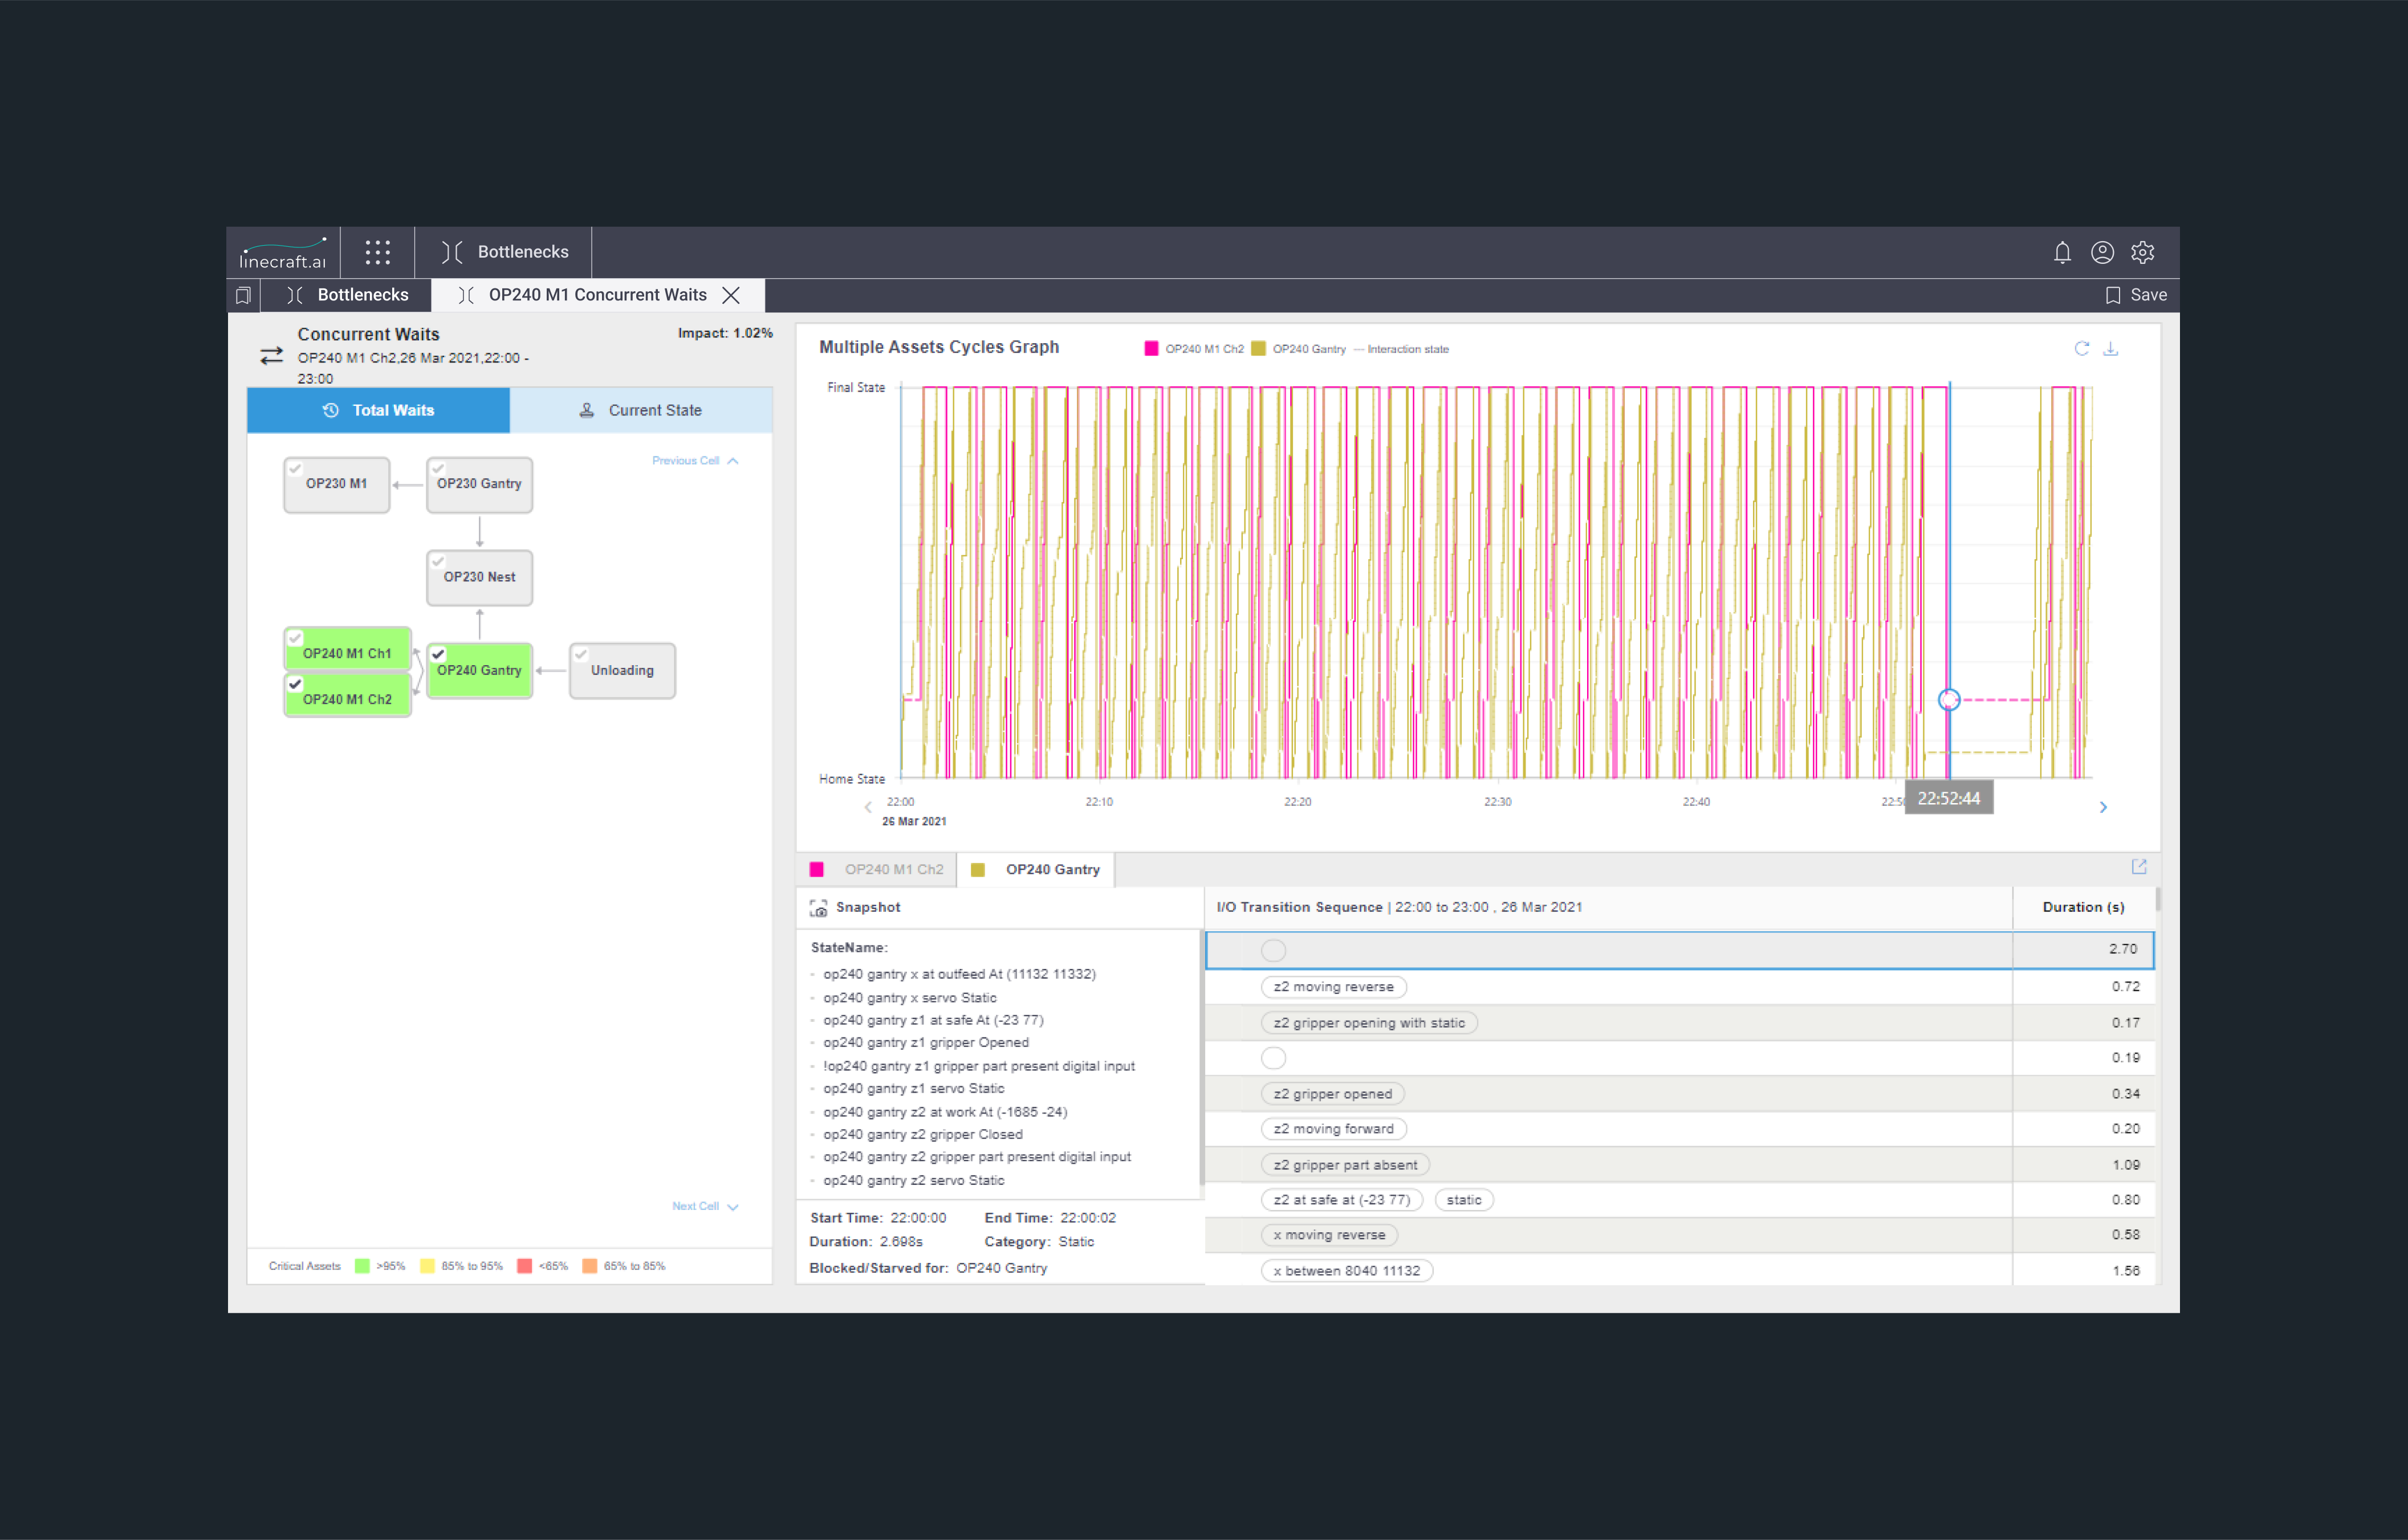 linecraft.ai
Bottlenecks
Bottlenecks
OP240 M1 Concurrent Waits
Save
Concurrent Waits
Impact: 1.02%
OP240 M1 Ch2,26 Mar 2021,22:00 -
23:00
Total Waits
Current State
Previous Cell
OP230 M1
OP230 Gantry
OP230 Nest
OP240 M1 Ch1
OP240 M1 Ch2
OP240 Gantry
Unloading
Next Cell
Critical Assets >95% 85% to 95% <65% 65% to 85%
Multiple Assets Cycles Graph
OP240 M1 Ch2 OP240 Gantry Interaction state
Final State
Home State
22:00 22:10 22:20 22:30 22:40
22:52:44
26 Mar 2021
OP240 M1 Ch2
OP240 Gantry
Snapshot
StateName:
- op240 gantry x at outfeed At (11132 11332)
- op240 gantry x servo Static
- op240 gantry z1 at safe At (-23 77)
- op240 gantry z1 gripper Opened
- !op240 gantry z1 gripper part present digital input
- op240 gantry z1 servo Static
- op240 gantry z2 at work At (-1685 -24)
- op240 gantry z2 gripper Closed
- op240 gantry z2 gripper part present digital input
- op240 gantry z2 servo Static
Start Time: 22:00:00 End Time: 22:00:02
Duration: 2.698s Category: Static
Blocked/Starved for: OP240 Gantry
I/O Transition Sequence | 22:00 to 23:00 , 26 Mar 2021 Duration (s)
2.70
z2 moving reverse 0.72
z2 gripper opening with static 0.17
0.19
z2 gripper opened 0.34
z2 moving forward 0.20
z2 gripper part absent 1.09
z2 at safe at (-23 77) static 0.80
x moving reverse 0.58
x between 8040 11132 1.56